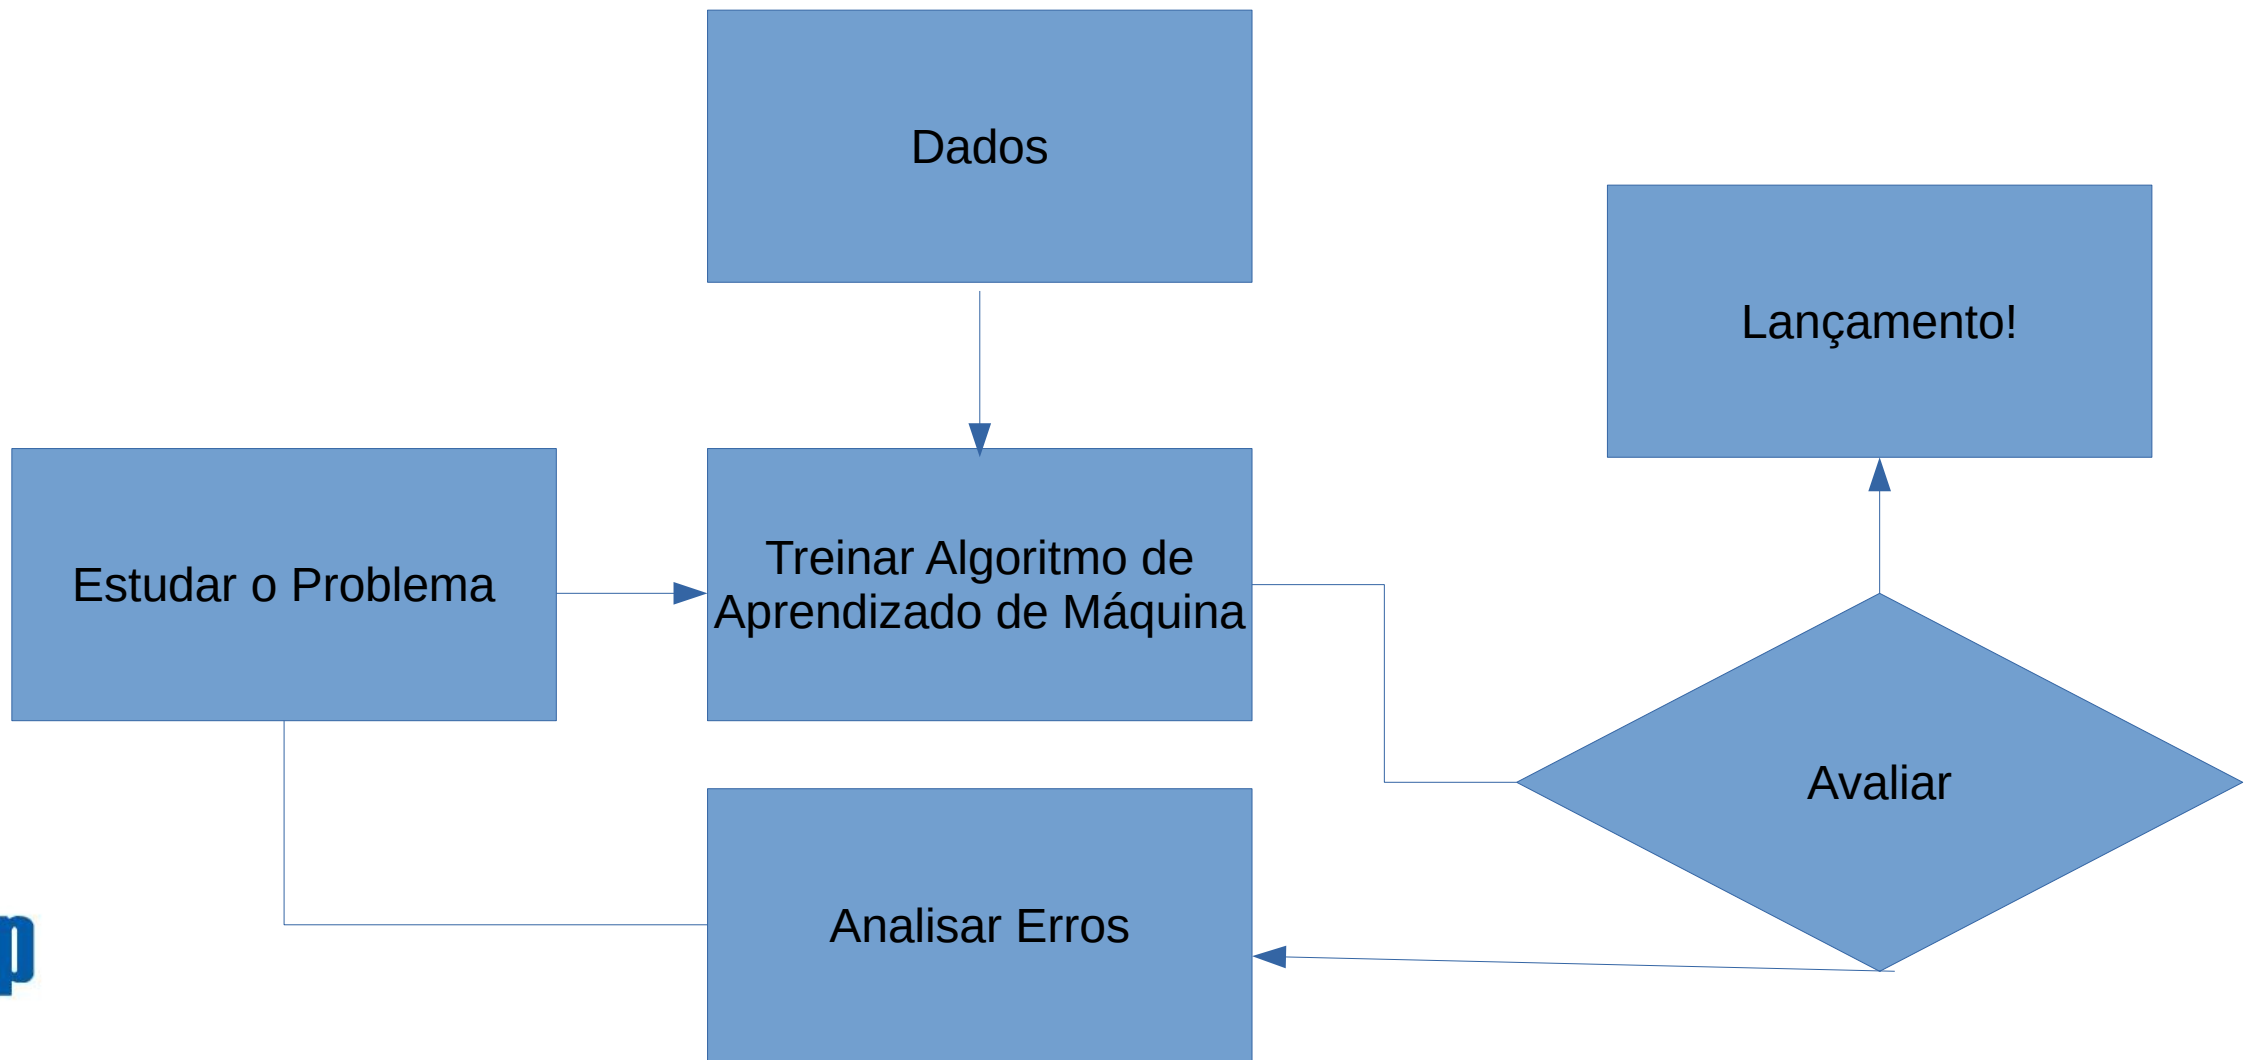 Dados
Lançamento!
Estudar o Problema
Treinar Algoritmo de
Aprendizado de Máquina
Avaliar
Analisar Erros
p